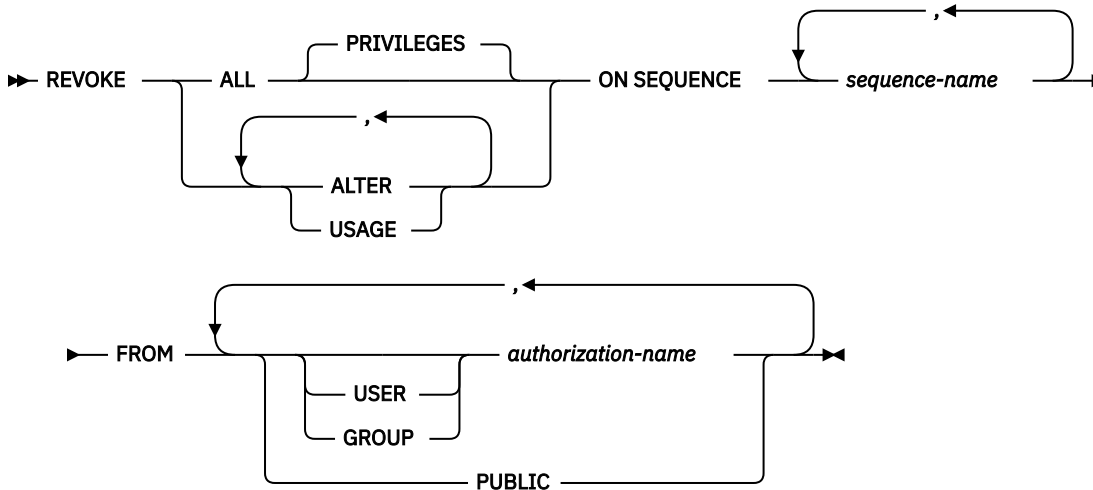 ,
PRIVILEGES
REVOKE ALL ON SEQUENCE sequence-name
,
ALTER
USAGE
,
FROM authorization-name
USER
GROUP
PUBLIC